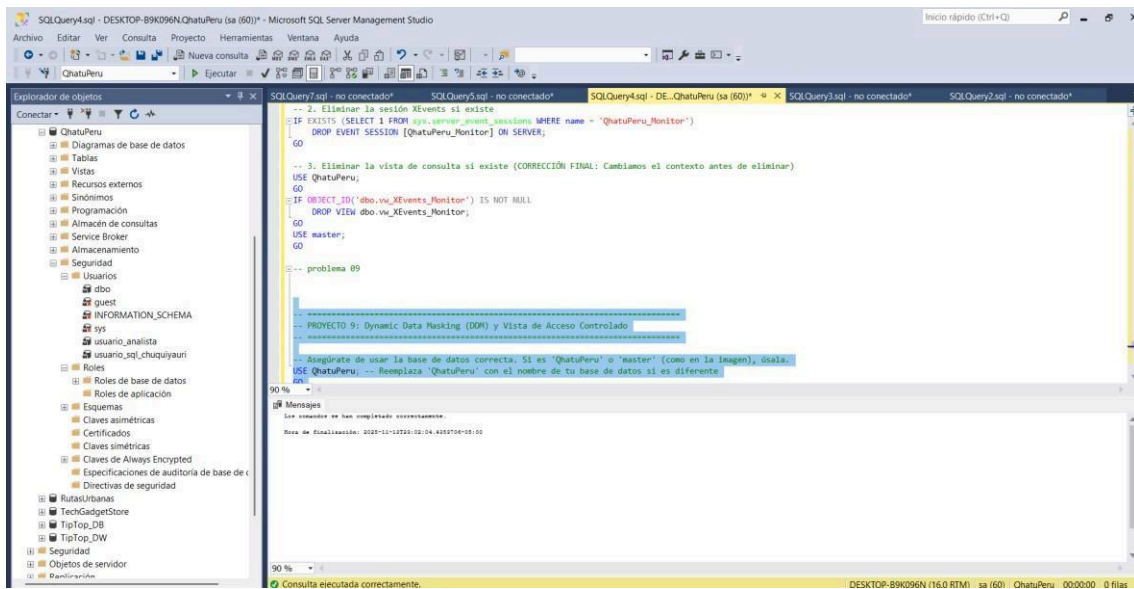 SQLQuery4.sql - DESKTOP-B9K096N.QhatuPeru (sa (60))* - Microsoft SQL Server Management Studio
Inicio rápido (Ctrl+Q)
Archivo Editar Ver Consulta Proyecto Herramientas Ventana Ayuda
Nueva consulta
QhatuPeru
Ejecutar
Explorador de objetos
Conectar
QhatuPeru
Diagramas de base de datos
Tablas
Vistas
Recursos externos
Sinónimos
Programación
Almacén de consultas
Service Broker
Almacenamiento
Seguridad
Usuarios
dbo
guest
INFORMATION_SCHEMA
sys
usuario_analista
usuario_sql_chuquiyauri
Roles
Roles de base de datos
Roles de aplicación
Esquemas
Claves asimétricas
Certificados
Claves simétricas
Claves de Always Encrypted
Especificaciones de auditoría de base de
Directivas de seguridad
RutasUrbanas
TechGadgetStore
TipTop_DB
TipTop_DW
Seguridad
Objetos de servidor
Replicación
SQLQuery7.sql - no conectado*
SQLQuery5.sql - no conectado*
SQLQuery4.sql - DE...QhatuPeru (sa (60))*
SQLQuery3.sql - no conectado*
SQLQuery2.sql - no conectado*
-- 2. Eliminar la sesión XEvents si existe
IF EXISTS (SELECT 1 FROM sys.server_event_sessions WHERE name = 'QhatuPeru_Monitor')
DROP EVENT SESSION [QhatuPeru_Monitor] ON SERVER;
GO
-- 3. Eliminar la vista de consulta si existe (CORRECCIÓN FINAL: Cambiamos el contexto antes de eliminar)
USE QhatuPeru;
GO
IF OBJECT_ID('dbo.vw_XEvents_Monitor') IS NOT NULL
DROP VIEW dbo.vw_XEvents_Monitor;
GO
USE master;
GO
-- problema 09
-- PROYECTO 9: Dynamic Data Masking (DDM) y Vista de Acceso Controlado
-- Asegúrate de usar la base de datos correcta. Si es 'QhatuPeru' o 'master' (como en la imagen), úsala.
USE QhatuPeru; -- Reemplaza 'QhatuPeru' con el nombre de tu base de datos si es diferente
GO
90 %
Mensajes
Los comandos se han completado correctamente.
90 %
Consulta ejecutada correctamente.
DESKTOP-B9K096N (16.0 RTM) sa (60) QhatuPeru 00:00:00 0 filas